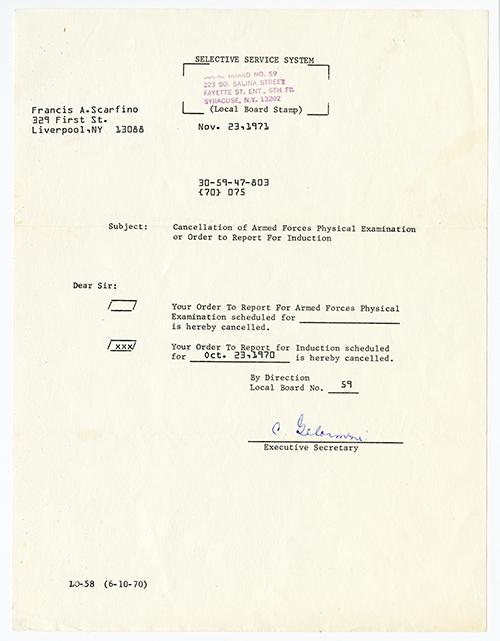 SELECTIVE SERVICE SYSTEM
LOCAL BOARD NO. 59
223 SO. SALINA STREET
FAYETTE ST. ENT., 6TH FL.
SYRACUSE, N.Y. 13202
(Local Board Stamp)
Francis A.Scarfino
329 First St.
Liverpool,NY 13088
Nov. 23,1971
30-59-47-803
(70) 075
Subject: Cancellation of Armed Forces Physical Examination
or Order to Report For Induction
Dear Sir:
Your Order To Report For Armed Forces Physical
Examination scheduled for
is hereby cancelled.
/xxx/ Your Order To Report for Induction scheduled
for Oct. 23,1970 is hereby cancelled.
By Direction
Local Board No. 59
C.
Executive Secretary
LO-58 (6-10-70)